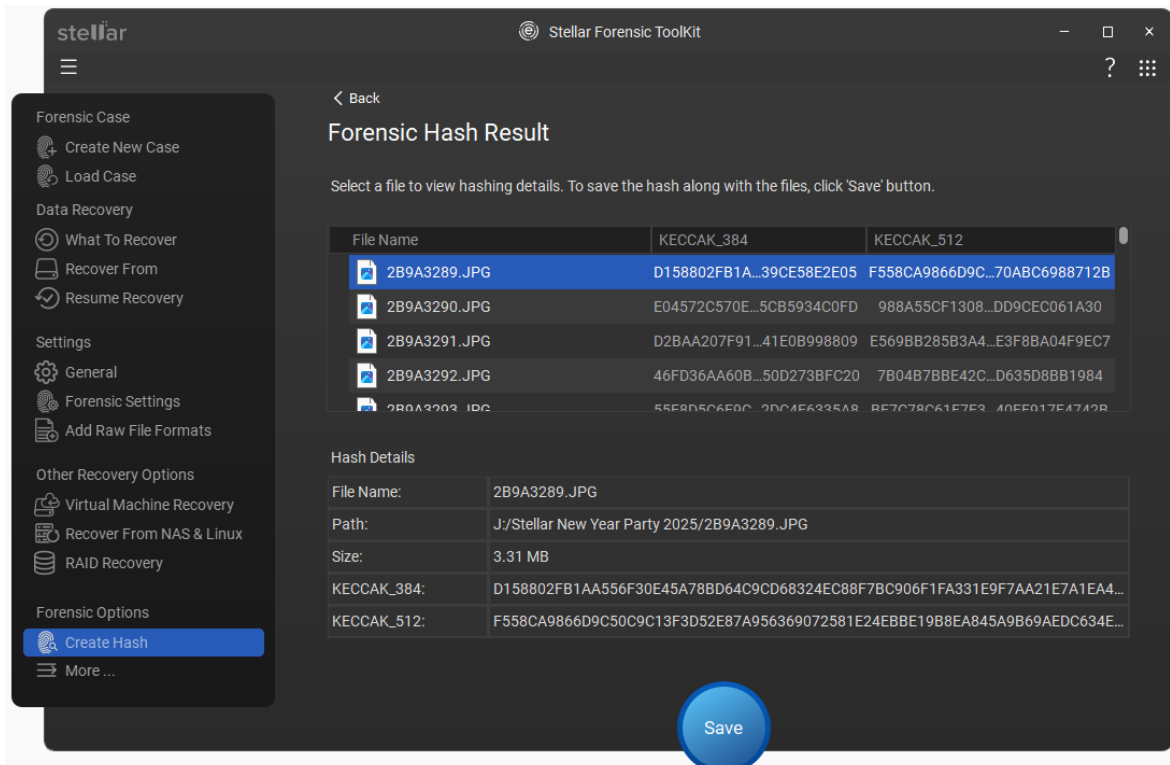 stellar
Stellar Forensic ToolKit
?
Forensic Case
Create New Case
Load Case
Data Recovery
What To Recover
Recover From
Resume Recovery
Settings
General
Forensic Settings
Add Raw File Formats
Other Recovery Options
Virtual Machine Recovery
Recover From NAS & Linux
RAID Recovery
Forensic Options
Create Hash
More ...
Back
Forensic Hash Result
Select a file to view hashing details. To save the hash along with the files, click 'Save' button.
File Name KECCAK_384 KECCAK_512
2B9A3289.JPG D158802FB1A...39CE58E2E05 F558CA9866D9C...70ABC6988712B
2B9A3290.JPG E04572C570E...5CB5934C0FD 988A55CF1308...DD9CEC061A30
2B9A3291.JPG D2BAA207F91...41E0B998809 E569BB285B3A4...E3F8BA04F9EC7
2B9A3292.JPG 46FD36AA60B...50D273BFC20 7B04B7BBE42C...D635D8BB1984
2B9A3293.JPG
Hash Details
File Name: 2B9A3289.JPG
Path: J:/Stellar New Year Party 2025/2B9A3289.JPG
Size: 3.31 MB
KECCAK_384: D158802FB1AA556F30E45A78BD64C9CD68324EC88F7BC906F1FA331E9F7AA21E7A1EA4...
KECCAK_512: F558CA9866D9C50C9C13F3D52E87A956369072581E24EBBE19B8EA845A9B69AEDC634E...
Save